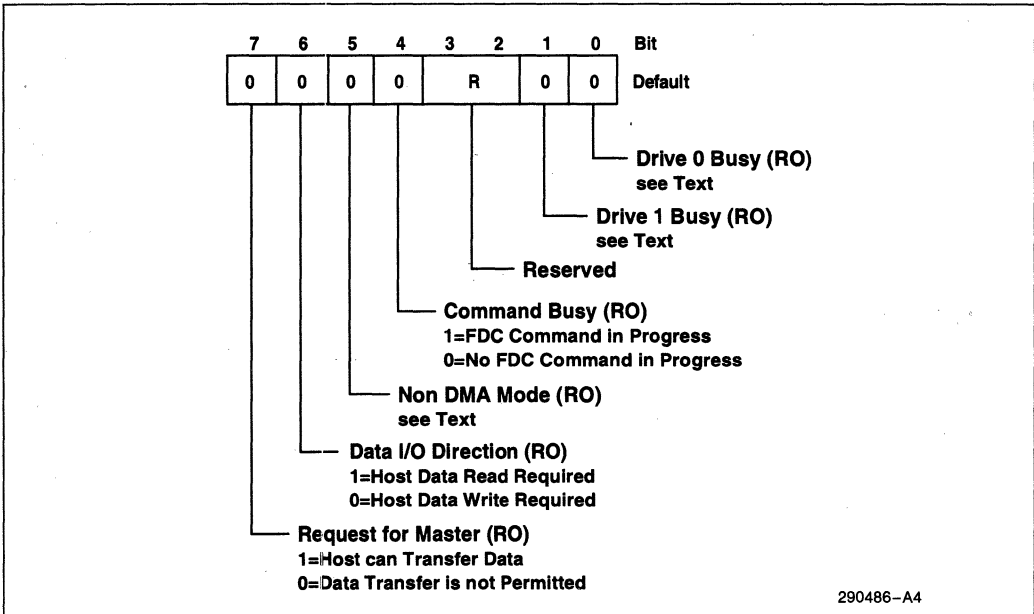 7 6 5 4 3 2 1 0 Bit
0 0 0 0 R 0 0 Default
Drive 0 Busy (RO)
see Text
Drive 1 Busy (RO)
see Text
Reserved
Command Busy (RO)
1=FDC Command in Progress
0=No FDC Command in Progress
Non DMA Mode (RO)
see Text
Data I/O Direction (RO)
1=Host Data Read Required
0=Host Data Write Required
Request for Master (RO)
1=Host can Transfer Data
0=Data Transfer is not Permitted
290486–A4